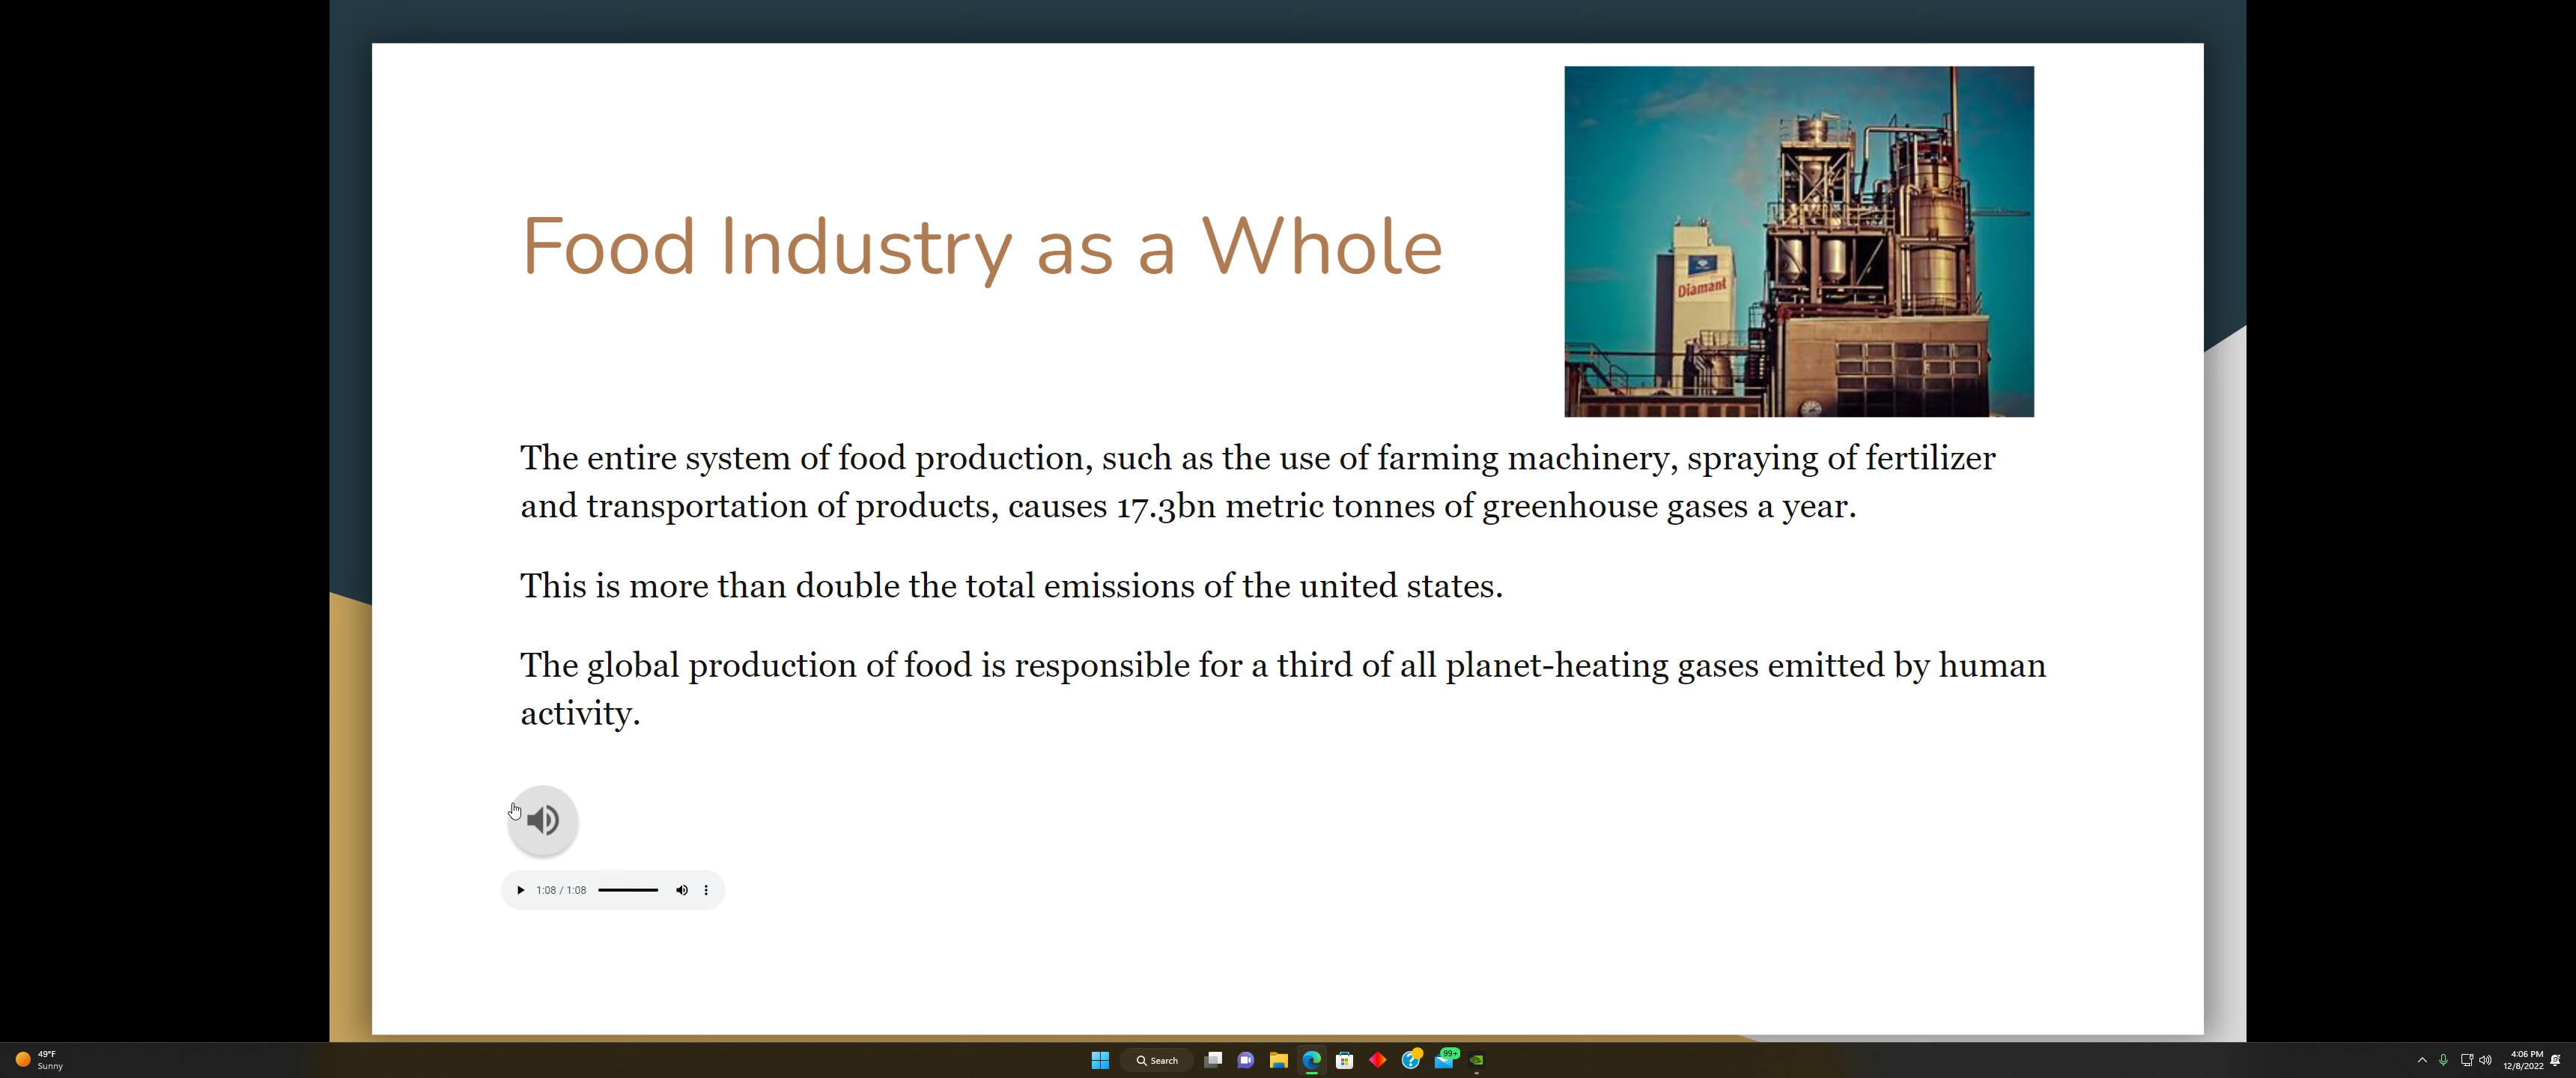 Diamant
Food Industry as a Whole
The entire system of food production, such as the use of farming machinery, spraying of fertilizer
and transportation of products, causes 17.3bn metric tonnes of greenhouse gases a year.
This is more than double the total emissions of the united states.
The global production of food is responsible for a third of all planet-heating gases emitted by human
activity.
1:08 / 1:08
49°F
Sunny
Search
99+
4:06 PM
12/8/2022